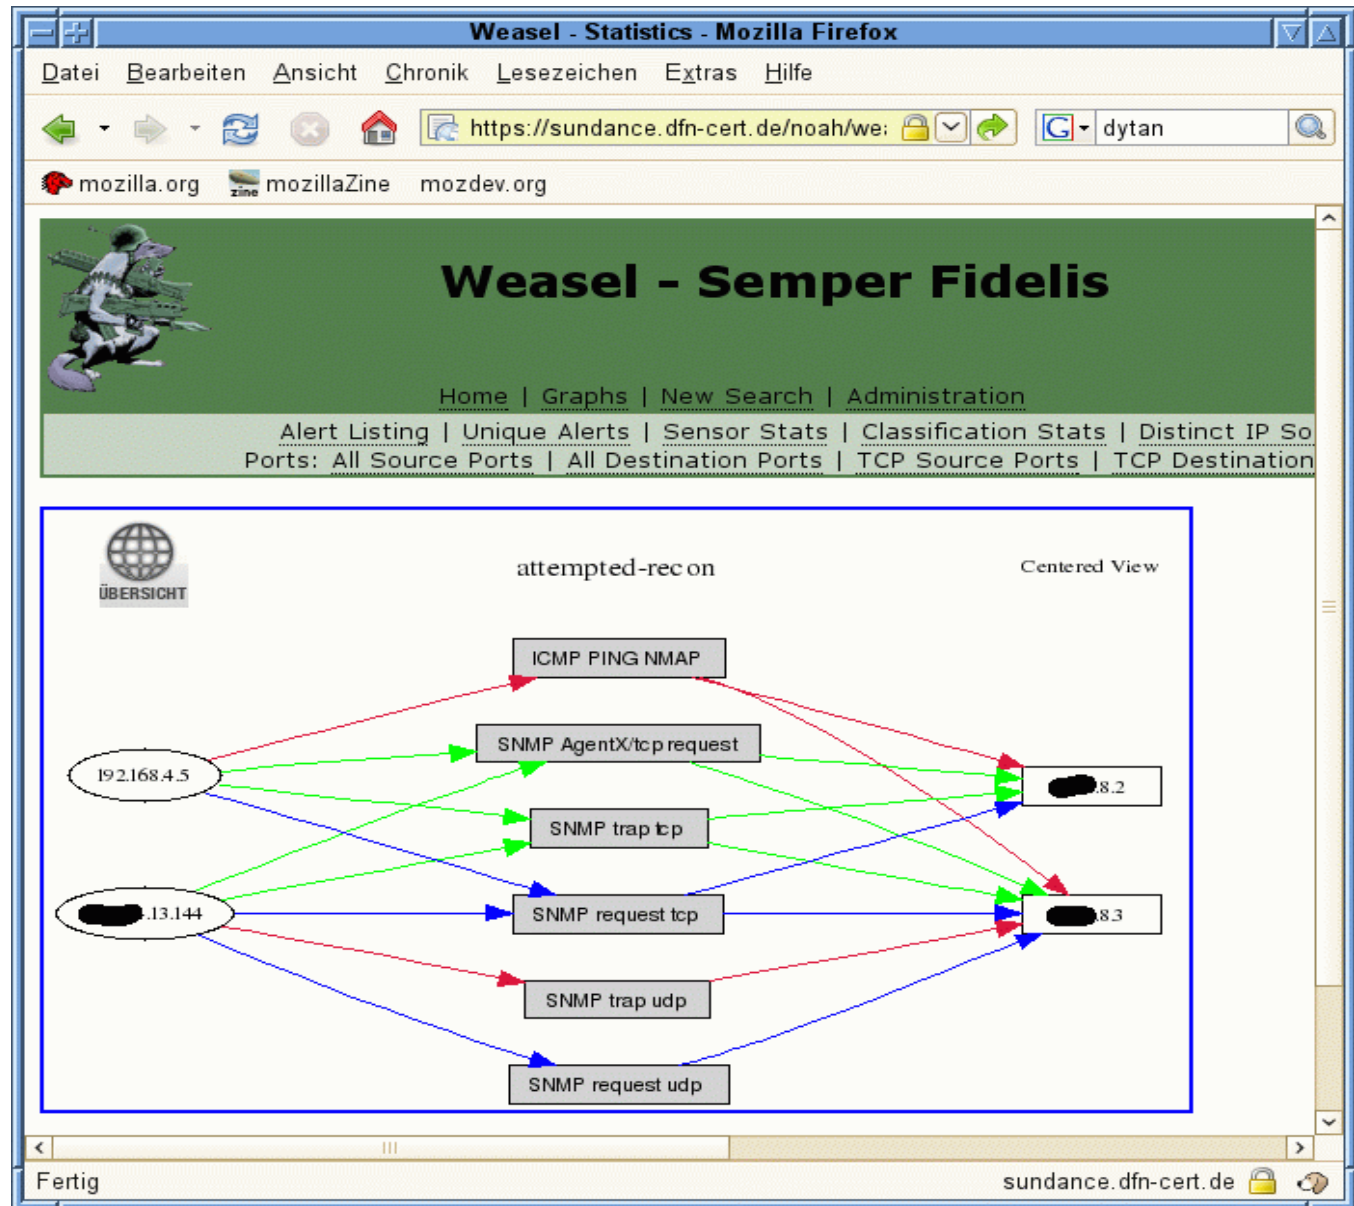 Weasel - Statistics - Mozilla Firefox
Datei Bearbeiten Ansicht Chronik Lesezeichen Extras Hilfe
https://sundance.dfn-cert.de/noah/wea G dytan
mozilla.org zine mozillaZine mozdev.org
Weasel - Semper Fidelis
Home | Graphs | New Search | Administration
Alert Listing | Unique Alerts | Sensor Stats | Classification Stats | Distinct IP So
Ports: All Source Ports | All Destination Ports | TCP Source Ports | TCP Destination
ÜBERSICHT
attempted-recon
Centered View
ICMP PING NMAP
SNMP AgentX/tcp request
192.168.4.5
.8.2
SNMP trap tcp
.13.144
SNMP request tcp
.8.3
SNMP trap udp
SNMP request udp
Fertig
sundance.dfn-cert.de